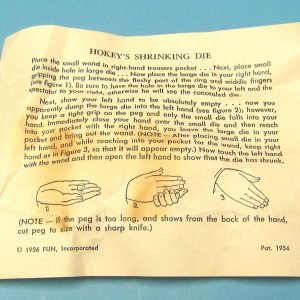 HOKEY'S SHRINKING DIE
Place the small wand in right-hand trousers pocket . . . Next, place small
die inside hole in large die . . . Now place the large die in your right hand,
gripping the peg between the fleshy part of the ring and middle fingers
(see figure 1). Be sure to have the hole in the large die to your left and the
spectator to your right, otherwise he will see the concealed die.
Next, show your left hand to be absolutely empty . . . now you
apparently dump the large die into the left hand (see figure 2); however,
you keep a tight grip on the peg and only the small die falls into your
hand. Immediately close your hand over the small die and then reach
into your pocket with the right hand, you leave the large die in your
pocket and bring out the wand. (NOTE — After placing small die in your
left hand, and while reaching into your pocket for the wand, keep right
hand as in Figure 3, so that it will appear empty.) Now touch the left hand
with the wand and then open the left hand to show that the die has shrunk.
1
2
3
(NOTE — If the peg is too long, and shows from the back of the hand,
cut peg to size with a sharp knife.)
© 1956 FUN, Incorporated
Pat. 1954